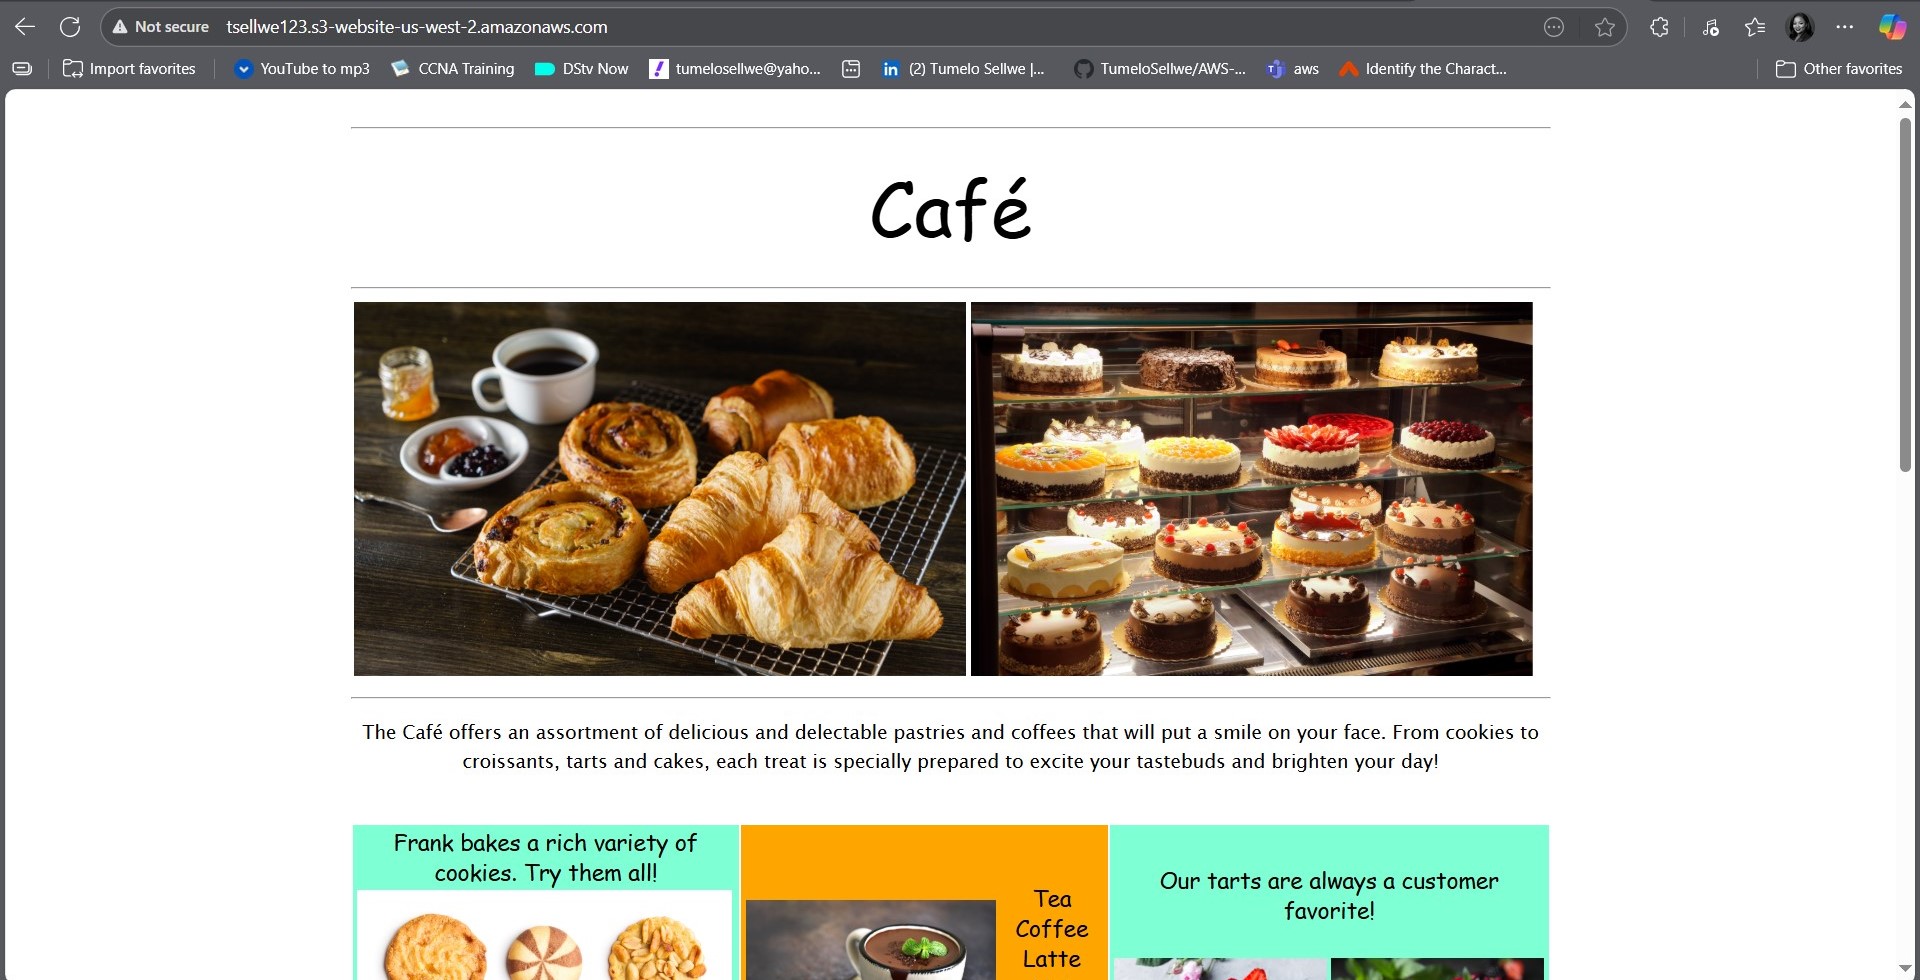 Not secure tsellwe123.s3-website-us-west-2.amazonaws.com
Import favorites YouTube to mp3 CCNA Training DStv Now tumelosellwe@yaho... (2) Tumelo Sellwe |... TumeloSellwe/AWS-... aws Identify the Charact... Other favorites
Café
The Café offers an assortment of delicious and delectable pastries and coffees that will put a smile on your face. From cookies to
croissants, tarts and cakes, each treat is specially prepared to excite your tastebuds and brighten your day!
Frank bakes a rich variety of
cookies. Try them all!
Tea
Coffee
Latte
Our tarts are always a customer
favorite!